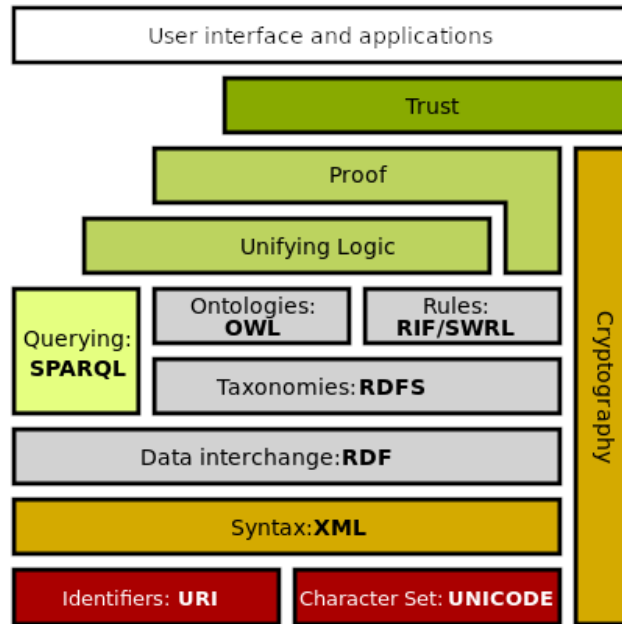 User interface and applications
Trust
Proof
Unifying Logic
Ontologies:
OWL
Rules:
RIF/SWRL
Querying:
SPARQL
Taxonomies:RDFS
Data interchange:RDF
Syntax:XML
Identifiers: URI
Character Set: UNICODE
Cryptography